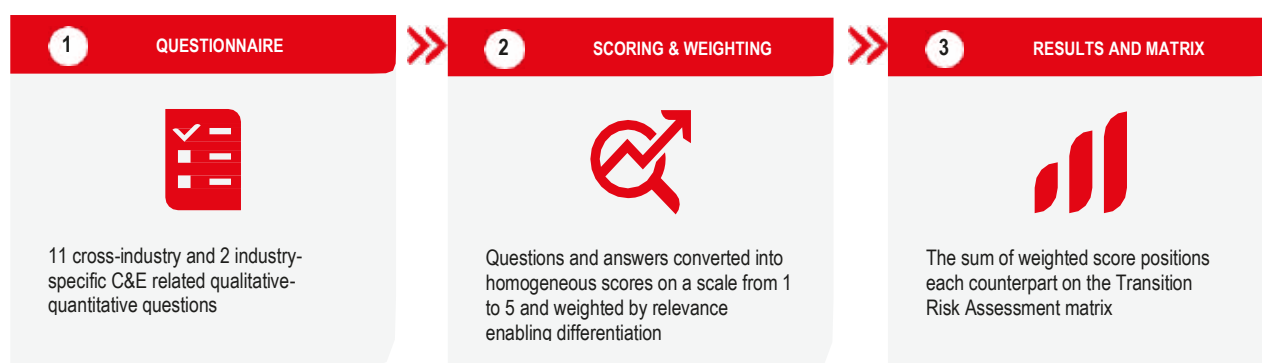 1
QUESTIONNAIRE
11 cross-industry and 2 industry-
specific C&E related qualitative-
quantitative questions
2
SCORING & WEIGHTING
Questions and answers converted into
homogeneous scores on a scale from 1
to 5 and weighted by relevance
enabling differentiation
3
RESULTS AND MATRIX
The sum of weighted score positions
each counterpart on the Transition
Risk Assessment matrix